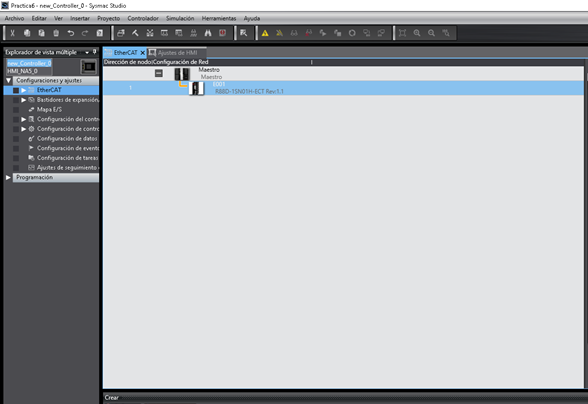 Practica6 - new_Controller_0 - Sysmac Studio
Archivo Editar Ver Insertar Proyecto Controlador Simulación Herramientas Ayuda
Explorador de vista múltiple
new_Controller_0
HMI_NA5_0
Configuraciones y ajustes
EtherCAT
Bastidores de expansión,
Mapa E/S
Configuración del contr
Configuración de contro
Configuración de datos
Configuración de evento
Configuración de tareas
Ajustes de seguimiento
Programación
EtherCAT Ajustes de HMI
Dirección de nodo Configuración de Red
Maestro
Maestro
1 E001
R88D-1SN01H-ECT Rev:1.1
Crear